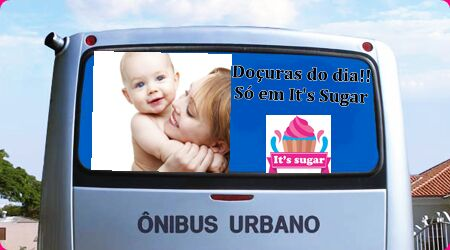 Doçuras do dia!!
Só em It's Sugar
It's sugar
ÔNIBUS URBANO